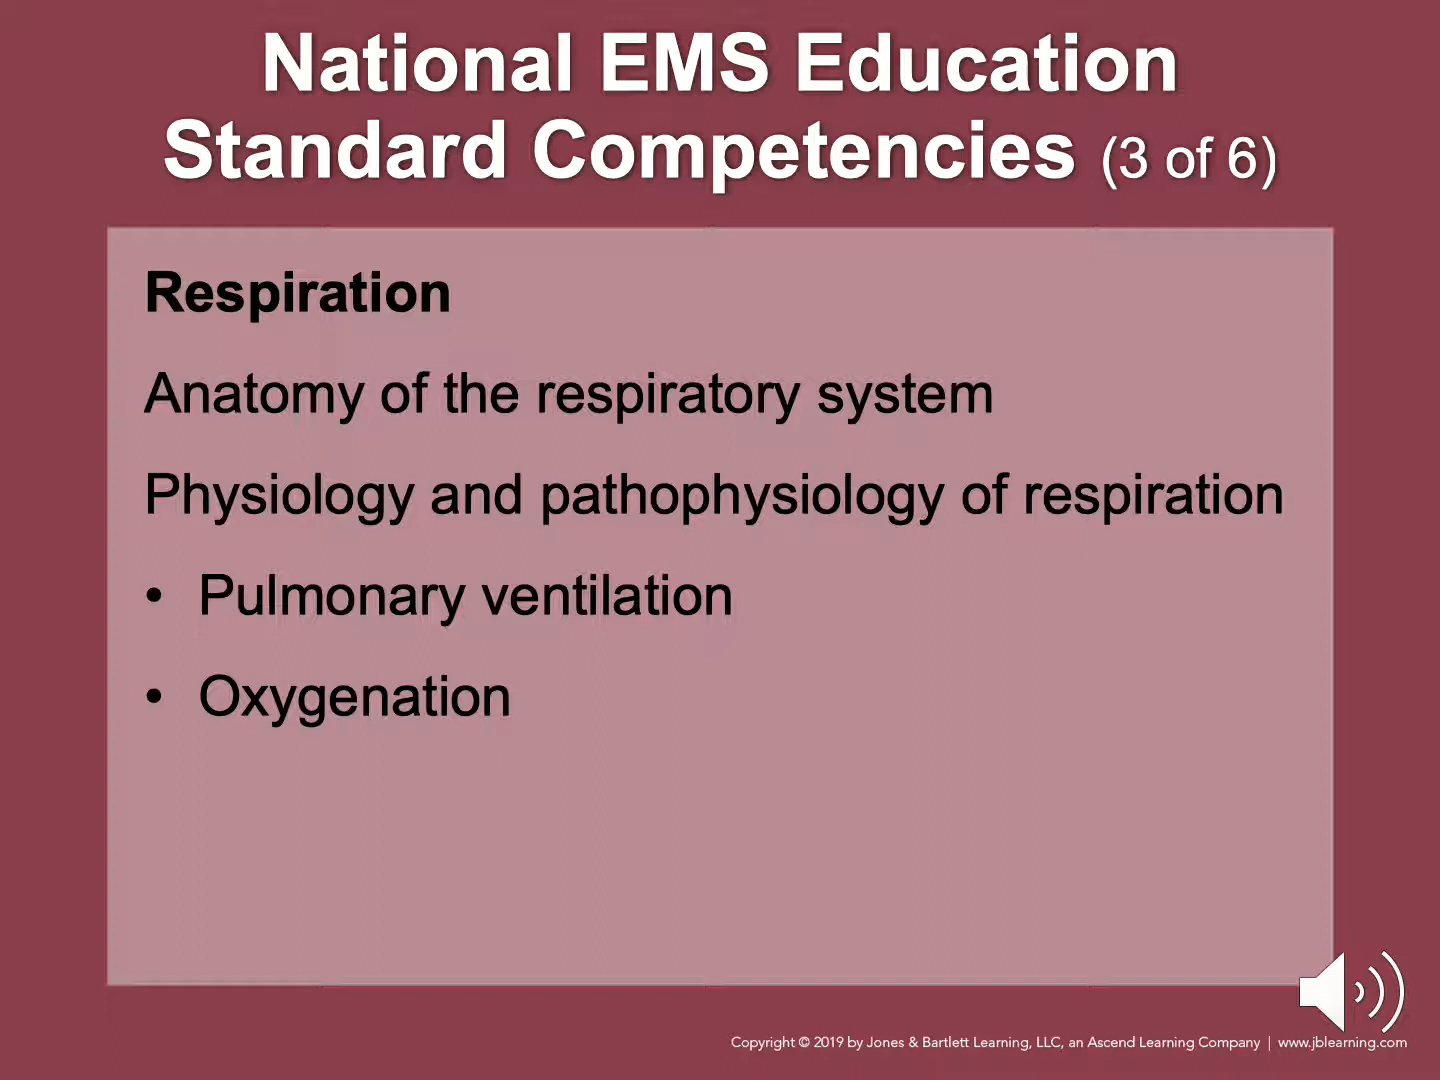 National EMS Education
Standard Competencies (3 of 6)
Respiration
Anatomy of the respiratory system
Physiology and pathophysiology of respiration
• Pulmonary ventilation
• Oxygenation
Copyright © 2019 by Jones & Bartlett Learning, LLC, an Ascend Learning Company | www.jblearning.com